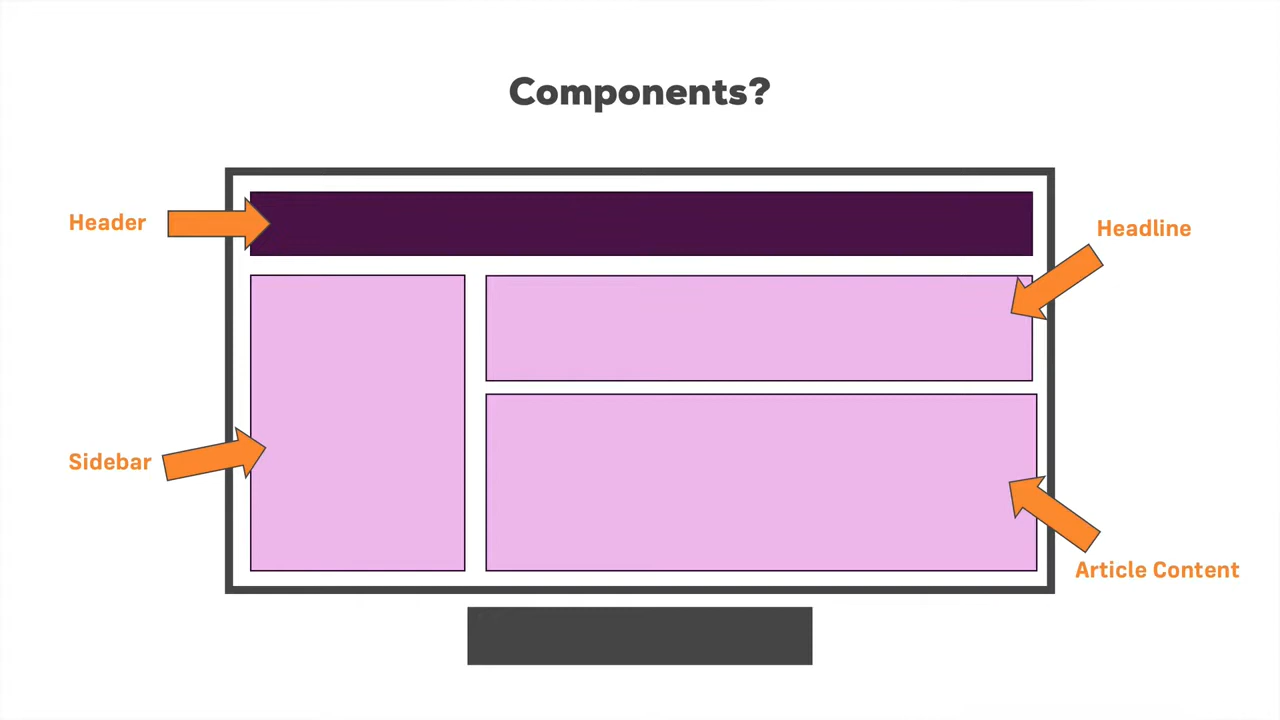 Components?
Header
Headline
Sidebar
Article Content